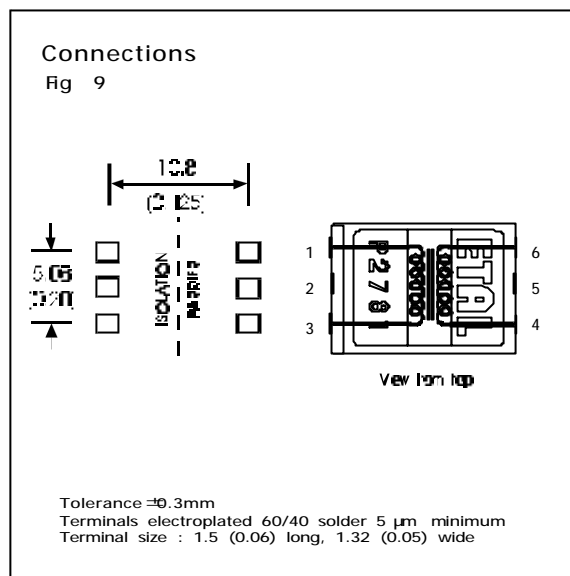 Connections
Fig 9
10.8
5.08
ISOLATION
BARRIER
1
2
3
P2781
ETAL
6
5
4
View from top
Tolerance ±0.3mm
Terminals electroplated 60/40 solder 5 µm minimum
Terminal size : 1.5 (0.06) long, 1.32 (0.05) wide